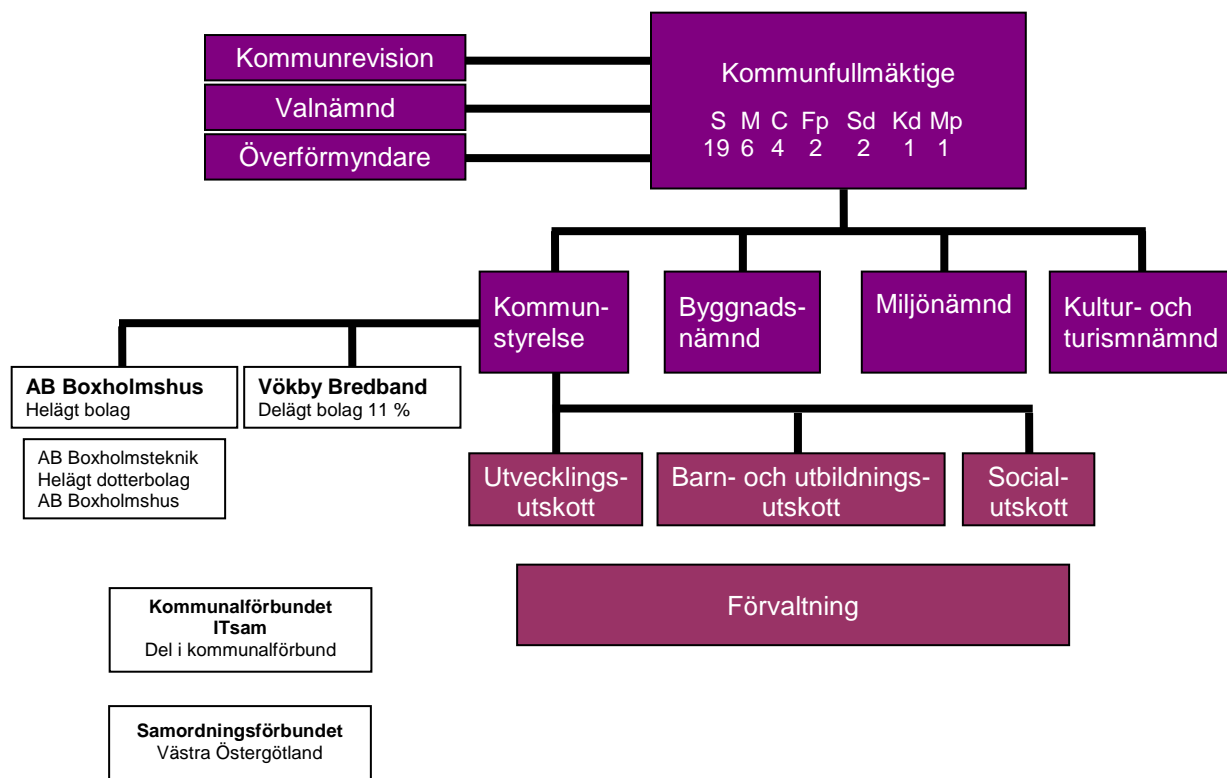 Kommunrevision
Valnämnd
Överförmyndare
Kommunfullmäktige
S M C Fp Sd Kd Mp
19 6 4 2 2 1 1
Kommun-
styrelse
Byggnads-
nämnd
Miljönämnd
Kultur- och
turismnämnd
AB Boxholmshus
Helägt bolag
Vökby Bredband
Delägt bolag 11 %
AB Boxholmsteknik
Helägt dotterbolag
AB Boxholmshus
Utvecklings-
utskott
Barn- och utbildnings-
utskott
Social-
utskott
Förvaltning
Kommunalförbundet
ITsam
Del i kommunalförbund
Samordningsförbundet
Västra Östergötland